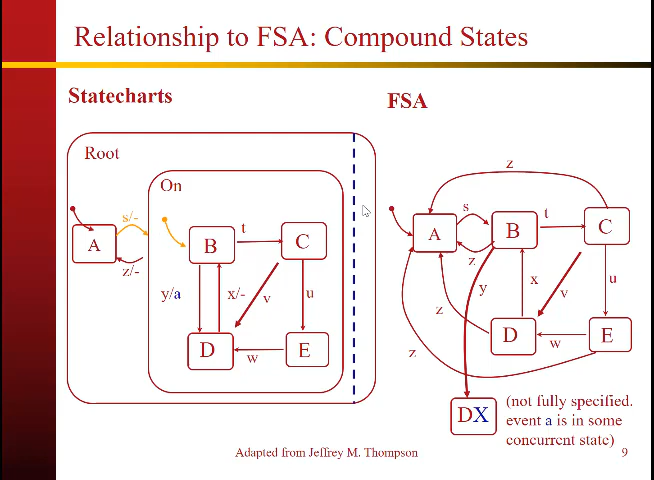 Relationship to FSA: Compound States
Statecharts
FSA
Root
On
s/-
A
z/-
B
t
C
y/a
x/-
v
u
D
w
E
z
s
A
B
t
C
z
y
x
v
u
z
D
w
E
z
DX
(not fully specified.
event a is in some
concurrent state)
Adapted from Jeffrey M. Thompson
9